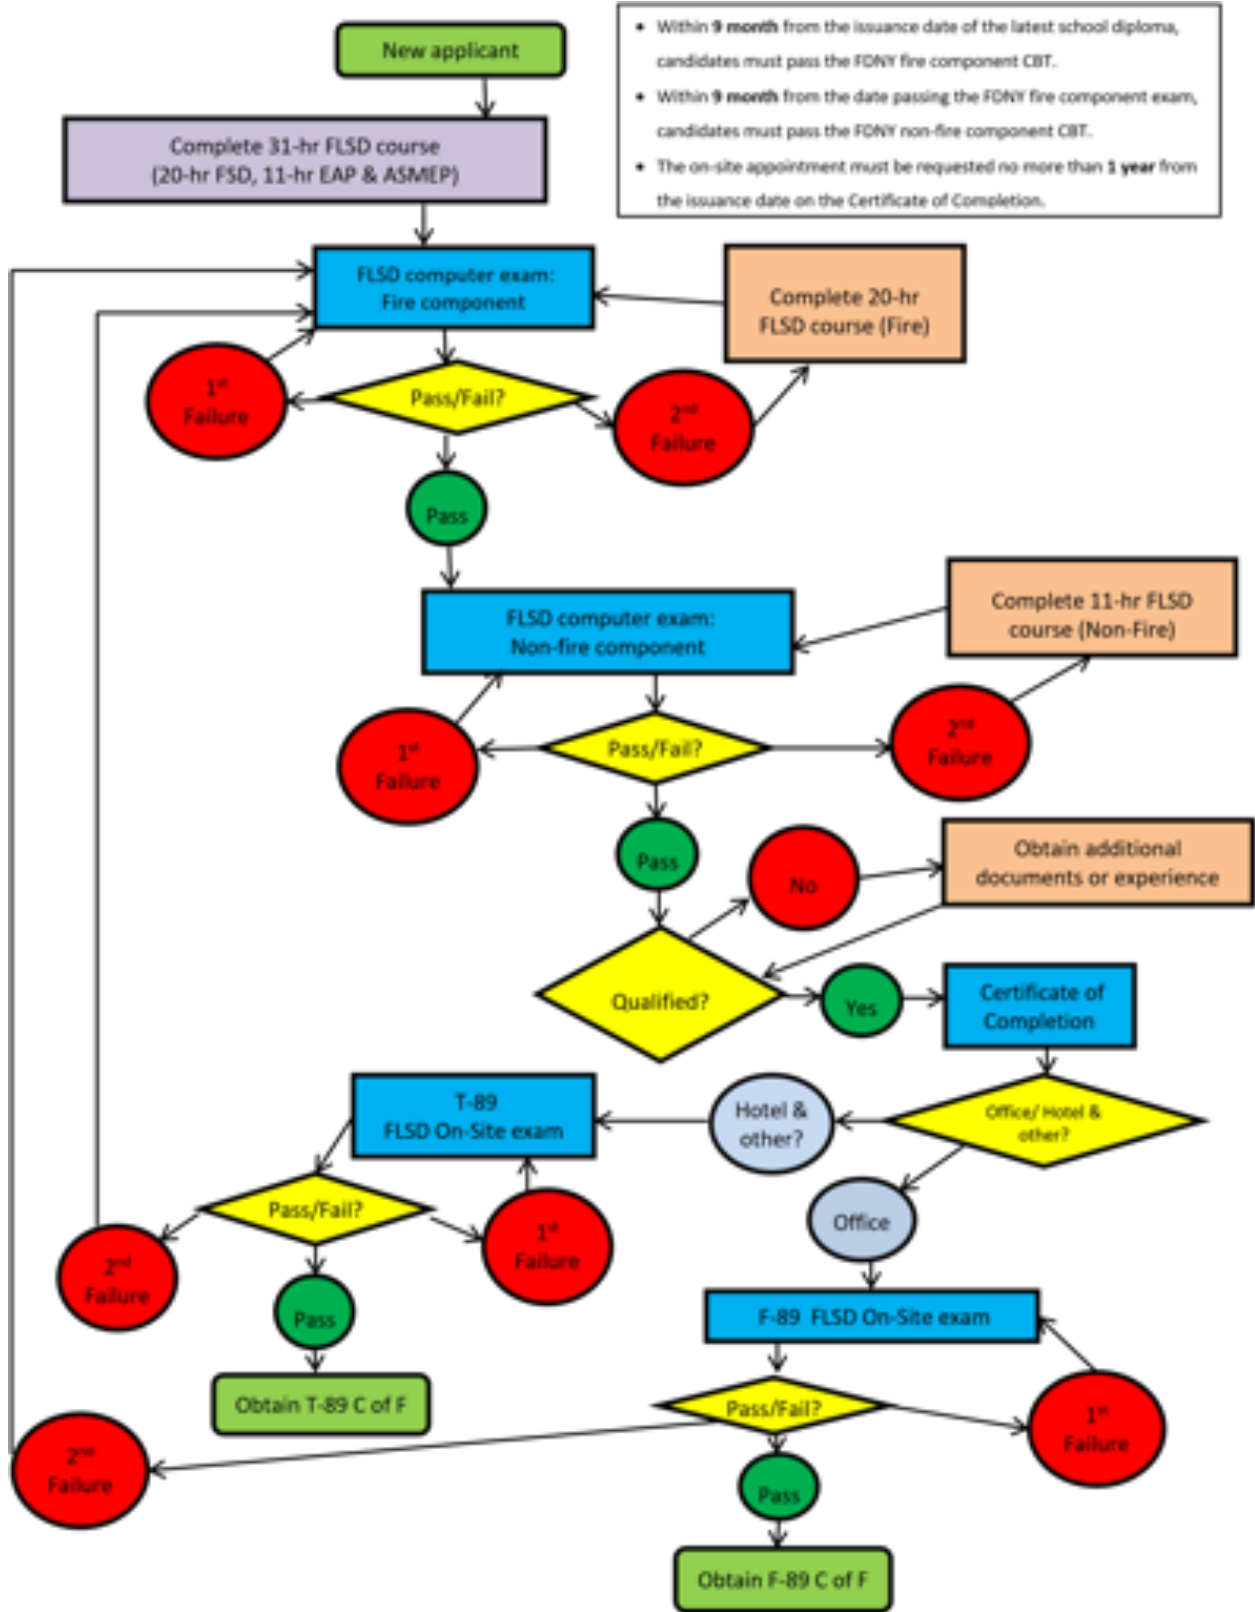 New applicant
• Within 9 month from the issuance date of the latest school diploma,
candidates must pass the FDNY fire component CBT.
• Within 9 month from the date passing the FDNY fire component exam,
candidates must pass the FDNY non-fire component CBT.
• The on-site appointment must be requested no more than 1 year from
the issuance date on the Certificate of Completion.
Complete 31-hr FLSD course
(20-hr FSD, 11-hr EAP & ASMEP)
FLSD computer exam:
Fire component
Complete 20-hr
FLSD course (Fire)
1st
Failure
Pass/Fail?
2nd
Failure
Pass
FLSD computer exam:
Non-fire component
Complete 11-hr FLSD
course (Non-Fire)
1st
Failure
Pass/Fail?
2nd
Failure
Pass
No
Obtain additional
documents or experience
Qualified?
Yes
Certificate of
Completion
T-89
FLSD On-Site exam
Hotel &
other?
Office/ Hotel &
other?
Pass/Fail?
1st
Failure
2nd
Failure
Office
Pass
F-89 FLSD On-Site exam
Obtain T-89 C of F
Pass/Fail?
1st
Failure
2nd
Failure
Pass
Obtain F-89 C of F